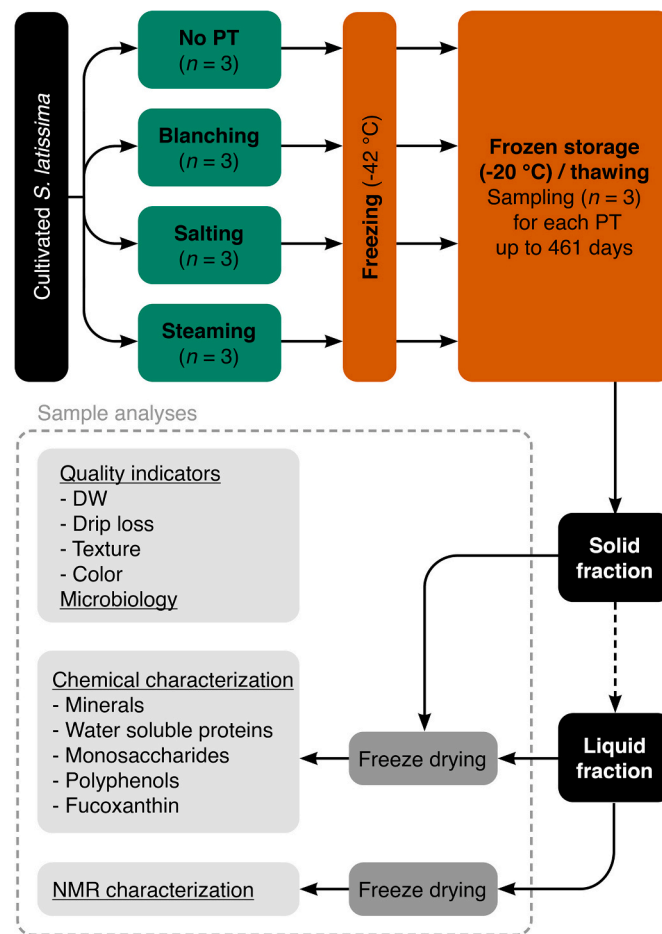 Cultivated S. latissima
No PT
(n = 3)
Blanching
(n = 3)
Salting
(n = 3)
Steaming
(n = 3)
Freezing (-42 °C)
Frozen storage
(-20 °C) / thawing
Sampling (n = 3)
for each PT
up to 461 days
Sample analyses
Quality indicators
- DW
- Drip loss
- Texture
- Color
Microbiology
Solid
fraction
Chemical characterization
- Minerals
- Water soluble proteins
- Monosaccharides
- Polyphenols
- Fucoxanthin
Freeze drying
Liquid
fraction
NMR characterization
Freeze drying